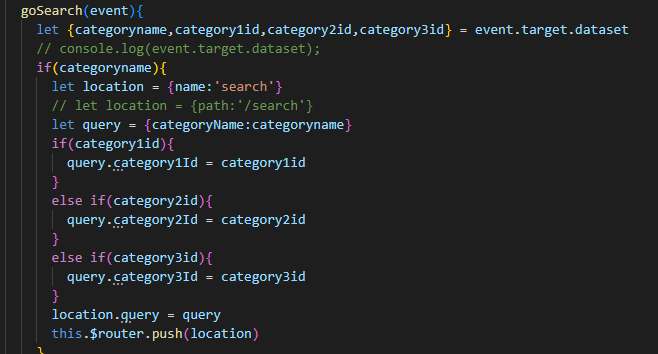 goSearch(event){
let {categoryname,category1id,category2id,category3id} = event.target.dataset
// console.log(event.target.dataset);
if(categoryname){
let location = {name:'search'}
// let location = {path:'/search'}
let query = {categoryName:categoryname}
if(category1id){
query.category1Id = category1id
}
else if(category2id){
query.category2Id = category2id
}
else if(category3id){
query.category3Id = category3id
}
location.query = query
this.$router.push(location)
}